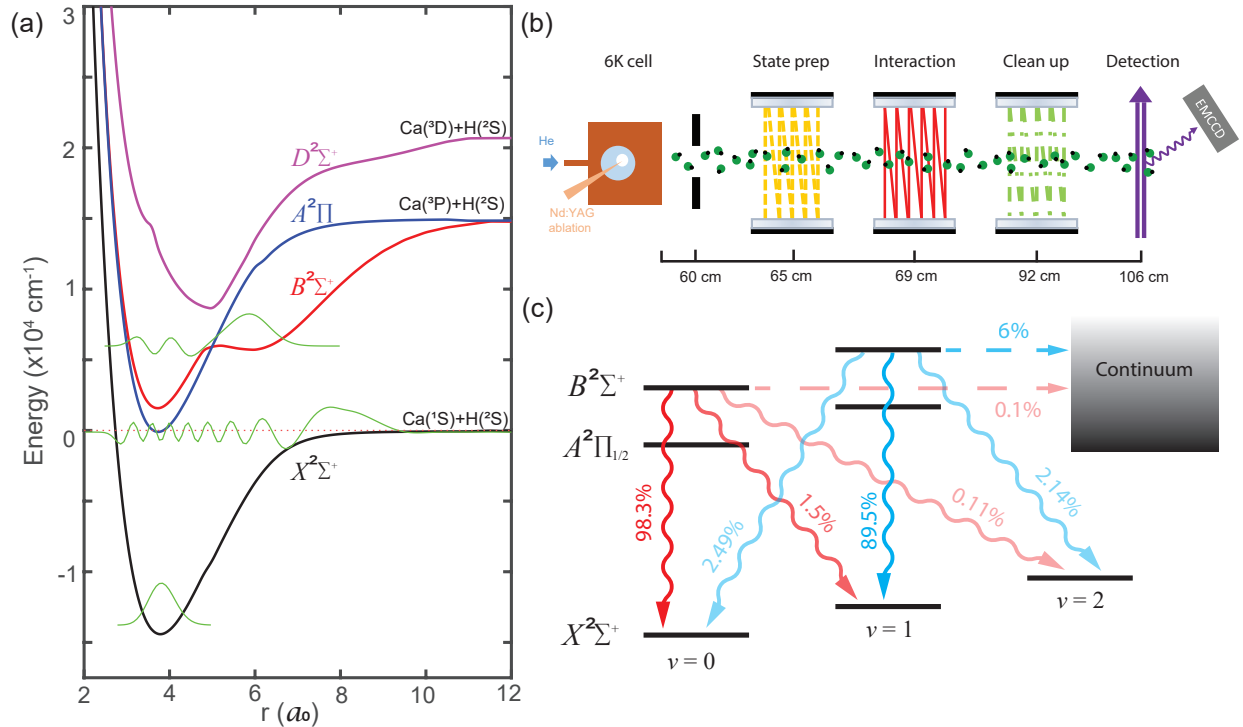 (a)
3
2
1
0
-1
Energy (x10⁴ cm⁻¹)
2 4 6 8 10 12
r (a₀)
Ca(³D)+H(²S)
D²Σ⁺
Ca(³P)+H(²S)
A²Π
B²Σ⁺
Ca(¹S)+H(²S)
X²Σ⁺
(b)
6K cell
State prep
Interaction
Clean up
Detection
EMCCD
He
Nd:YAG
ablation
60 cm
65 cm
69 cm
92 cm
106 cm
(c)
6%
Continuum
0.1%
B²Σ⁺
A²Π₁/₂
98.3%
2.49%
1.5%
89.5%
0.11%
2.14%
X²Σ⁺
v = 0
v = 1
v = 2